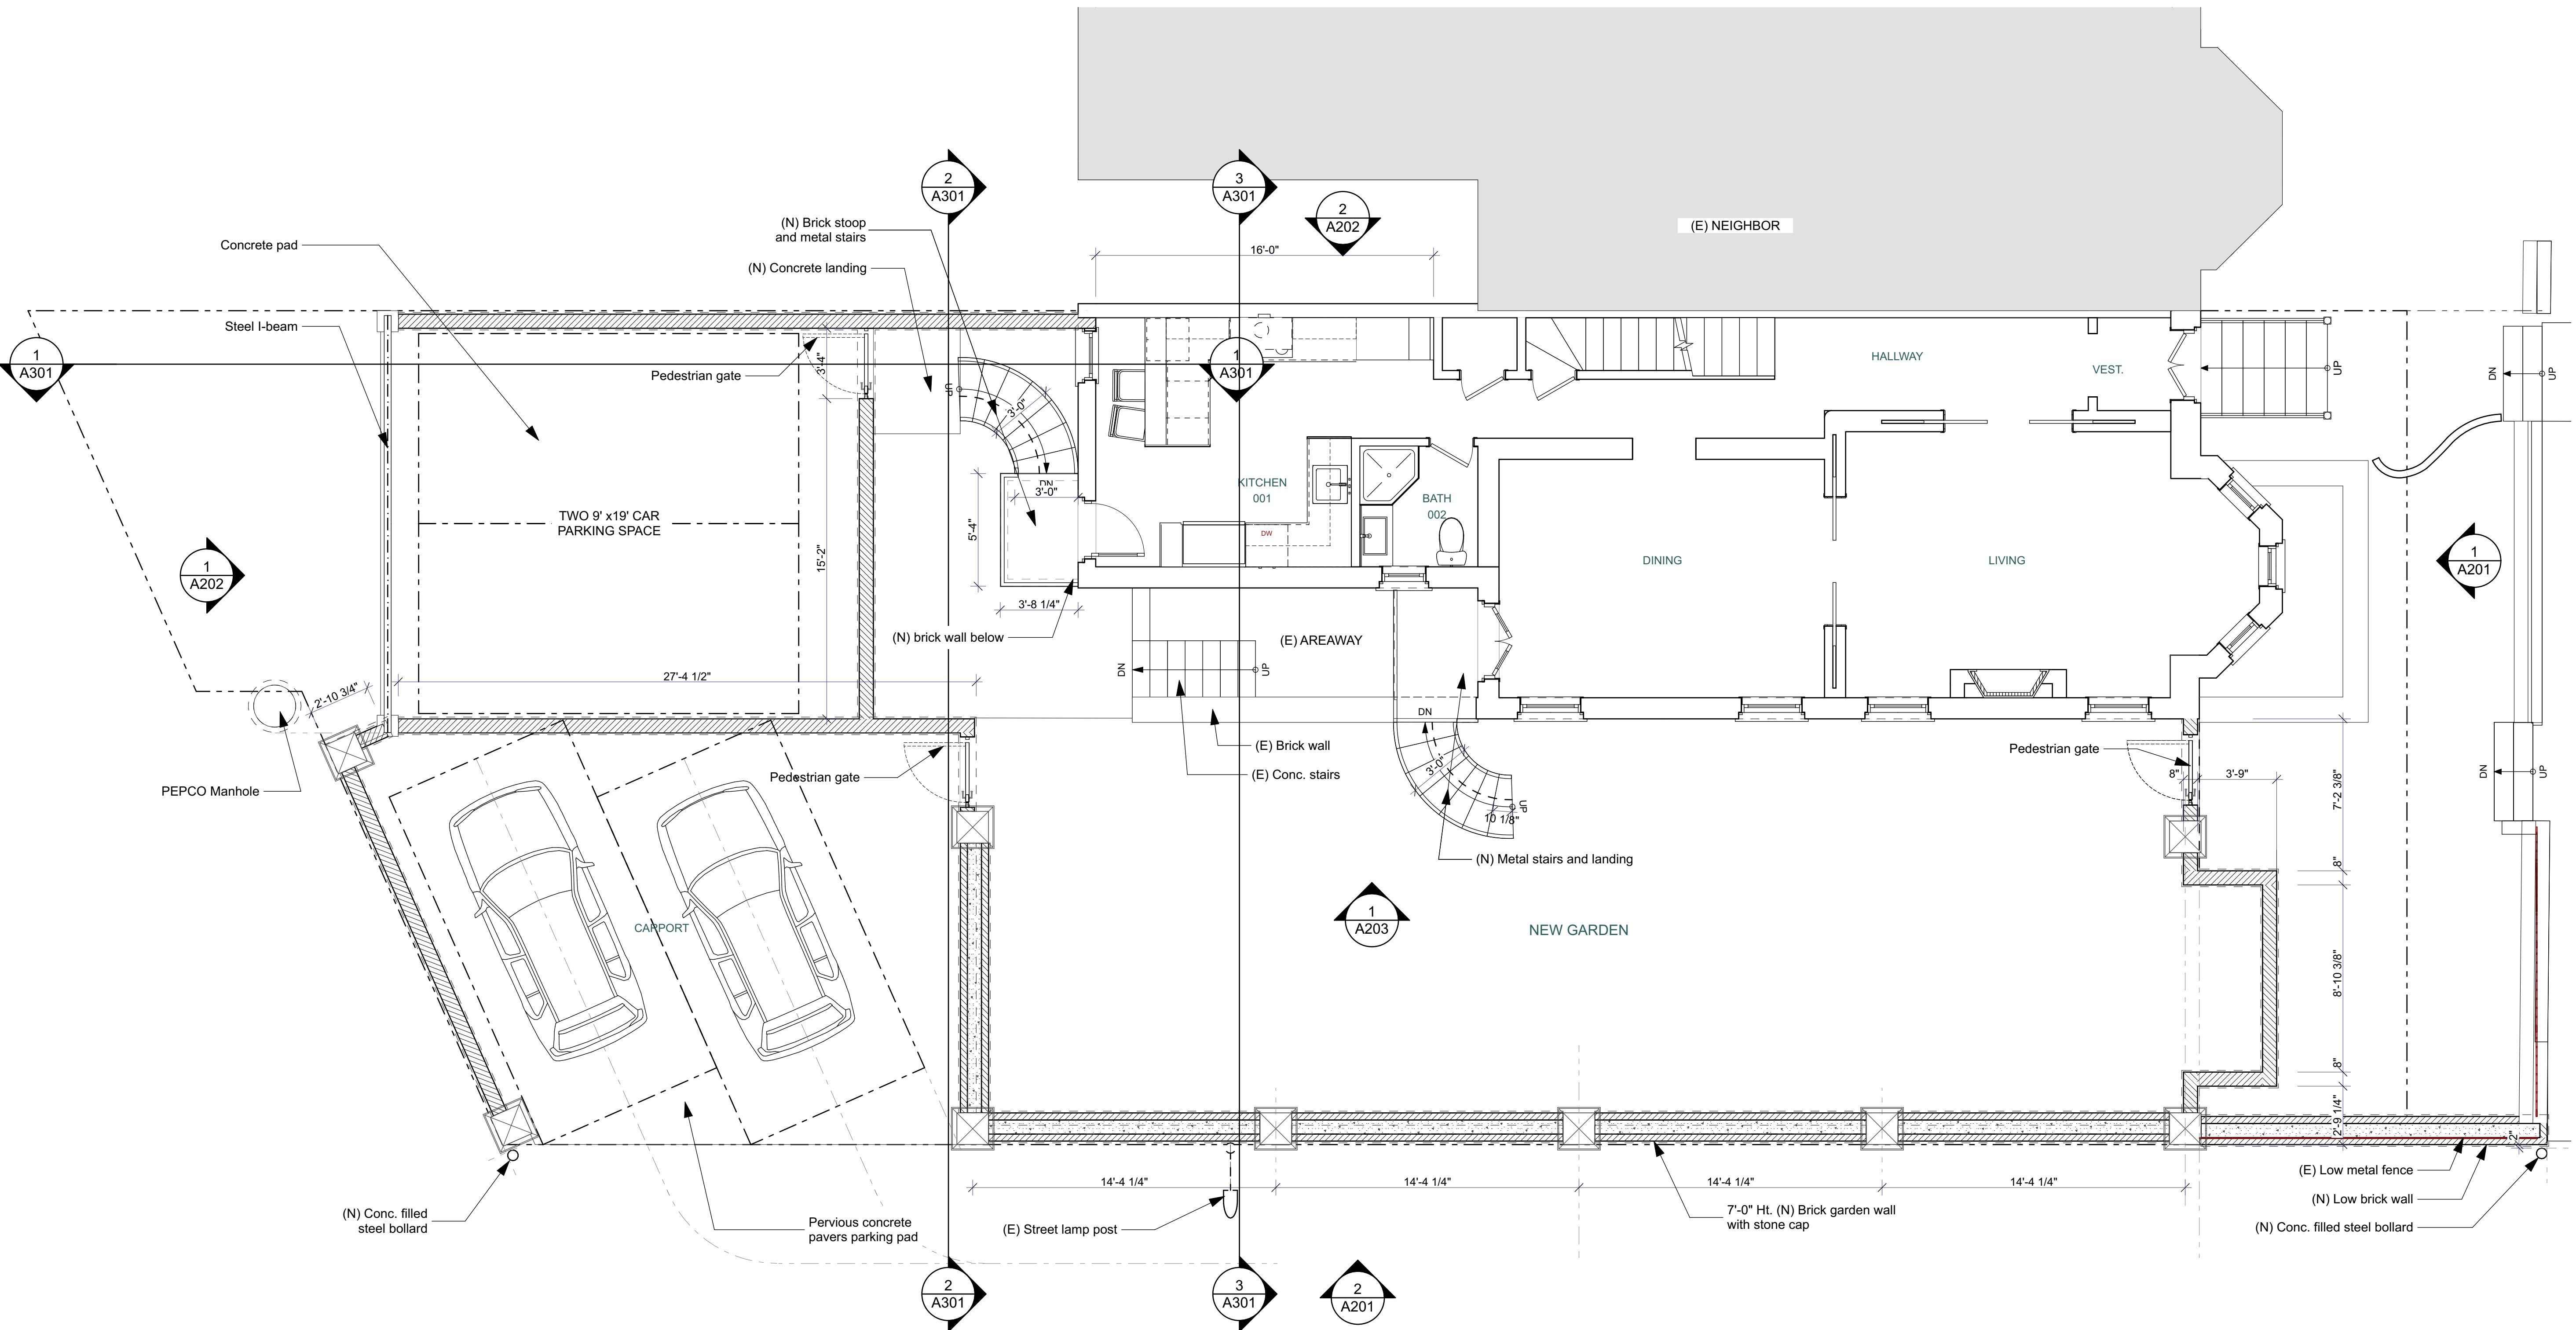 2
A301
3
A301
2
A202
(E) NEIGHBOR
(N) Brick stoop
and metal stairs
Concrete pad
(N) Concrete landing
16'-0"
Steel I-beam
1
A301
Pedestrian gate
3'-4"
UP
3'-0"
1
A301
HALLWAY
VEST.
UP
DN
UP
DN
3'-0"
KITCHEN
001
BATH
002
DW
5'-4"
TWO 9' x19' CAR
PARKING SPACE
15'-2"
DINING
LIVING
1
A202
1
A201
3'-8 1/4"
(N) brick wall below
(E) AREAWAY
DN
UP
27'-4 1/2"
2'-10 3/4"
DN
PEPCO Manhole
Pedestrian gate
(E) Brick wall
(E) Conc. stairs
3'-0"
UP
10 1/8"
Pedestrian gate
8"
3'-9"
7'-2 3/8"
DN
UP
(N) Metal stairs and landing
8"
1
A203
CARPORT
NEW GARDEN
8'-10 3/8"
8"
2'-9 1/4"
2"
(E) Low metal fence
14'-4 1/4"
14'-4 1/4"
14'-4 1/4"
14'-4 1/4"
(N) Low brick wall
(N) Conc. filled
steel bollard
Pervious concrete
pavers parking pad
(E) Street lamp post
7'-0" Ht. (N) Brick garden wall
with stone cap
(N) Conc. filled steel bollard
2
A301
3
A301
2
A201